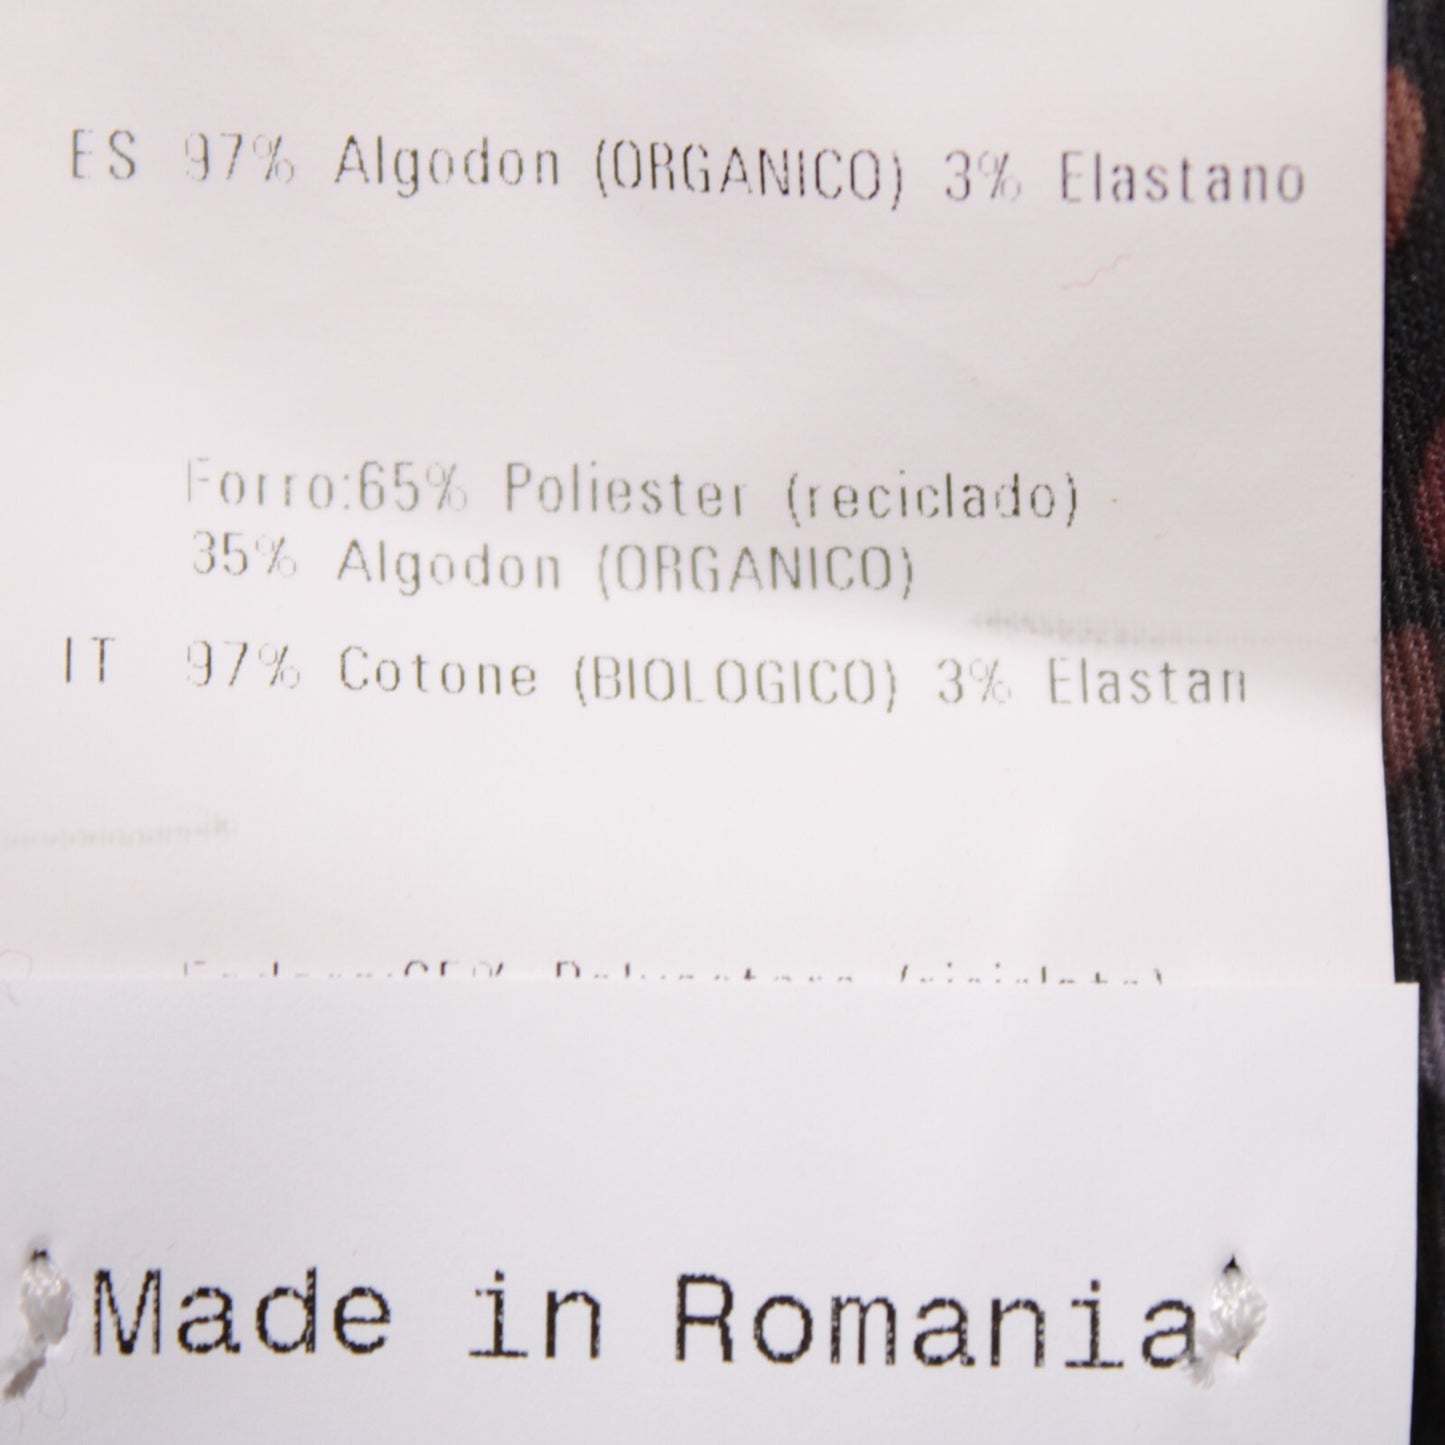 ES 97% Algodon (ORGANICO) 3% Elastano
Forro:65% Poliester (reciclado)
35% Algodon (ORGANICO)
IT 97% Cotone (BIOLOGICO) 3% Elastan
Made in Romania